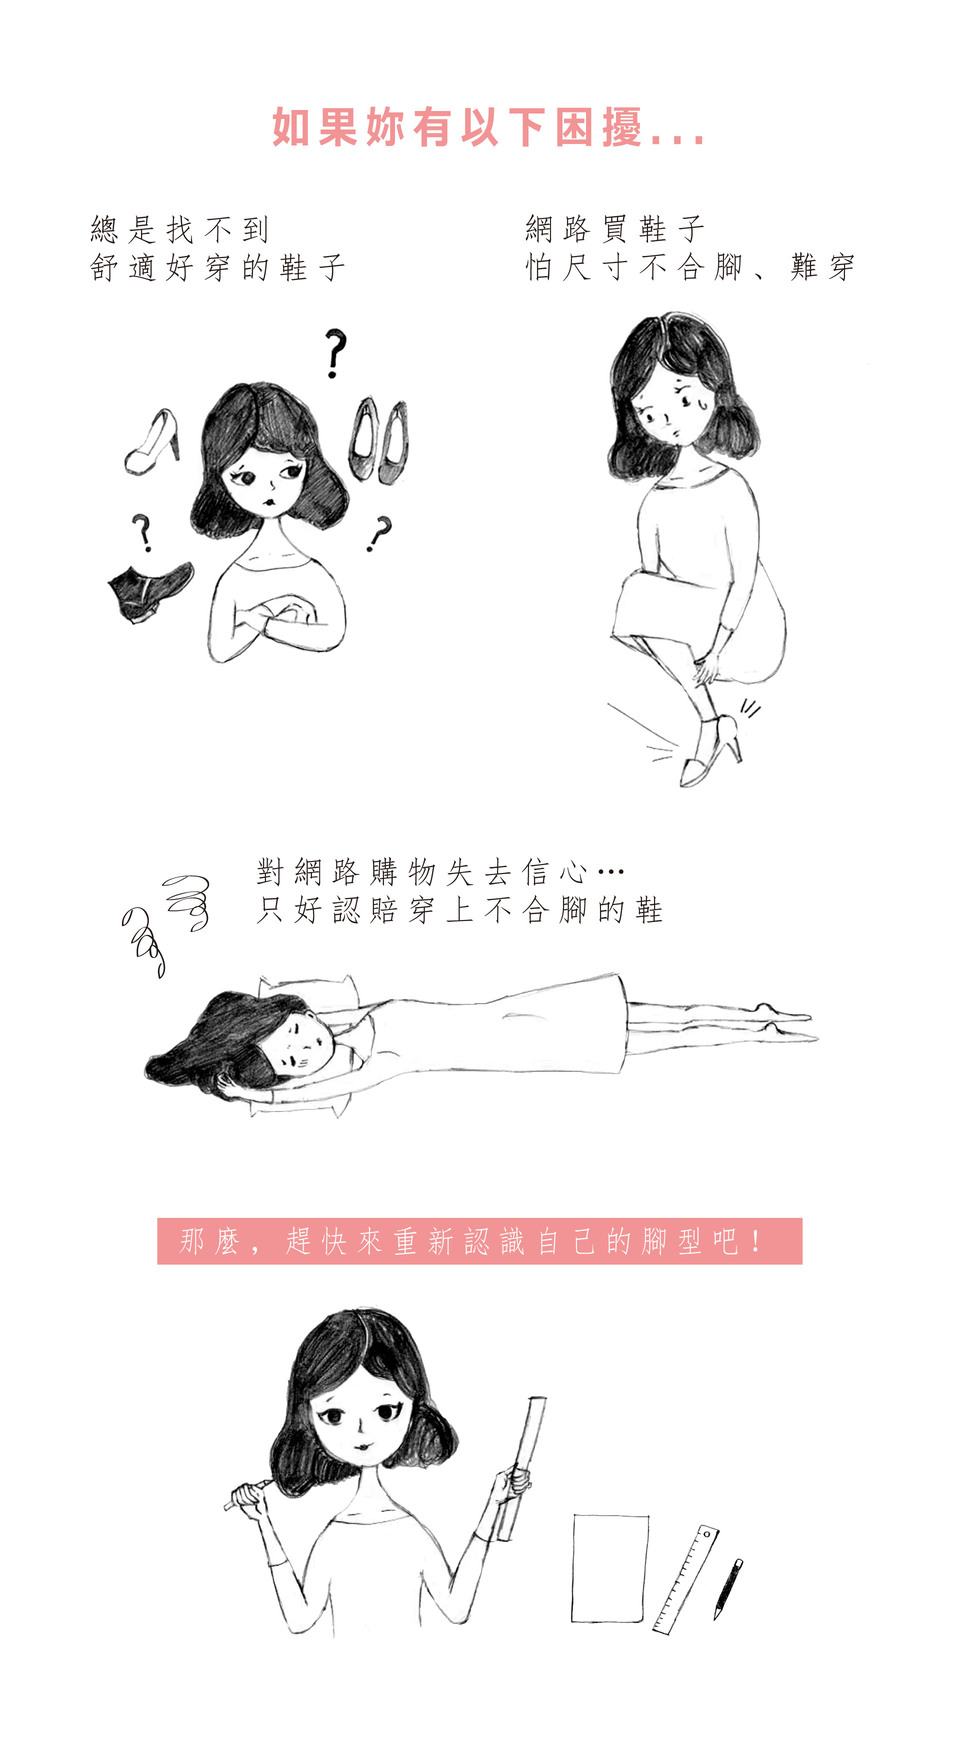 如果妳有以下困擾...
總是找不到
舒適好穿的鞋子
網路買鞋子
怕尺寸不合腳、難穿
?
?
?
對網路購物失去信心…
只好認賠穿上不合腳的鞋
那麼，趕快來重新認識自己的腳型吧!